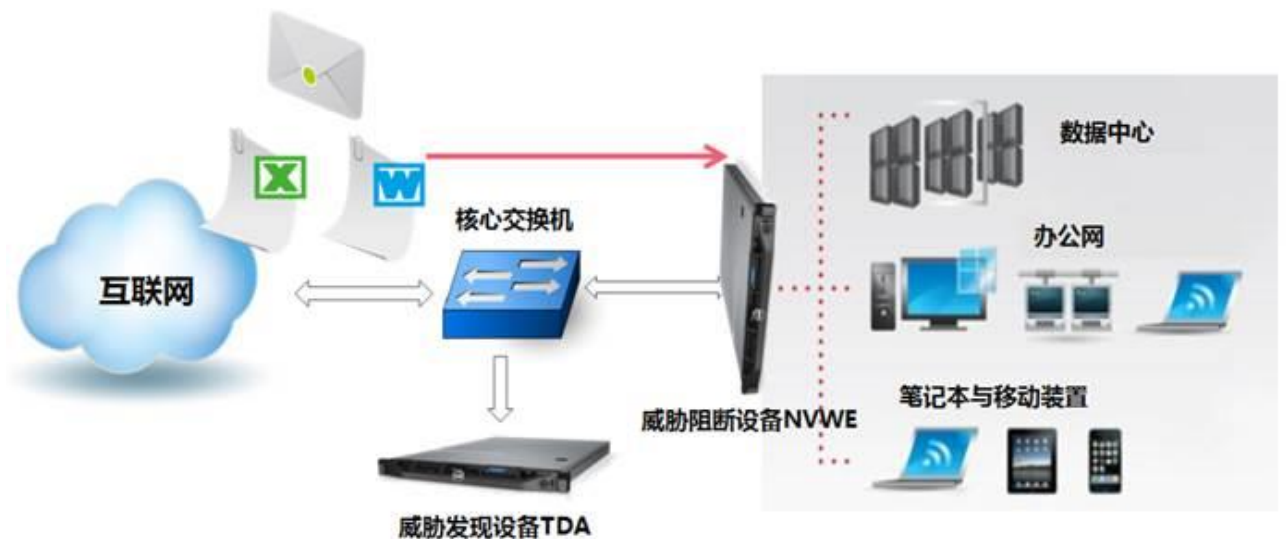 X
W
数据中心
核心交换机
办公网
互联网
笔记本与移动装置
威胁阻断设备NVWE
威胁发现设备TDA